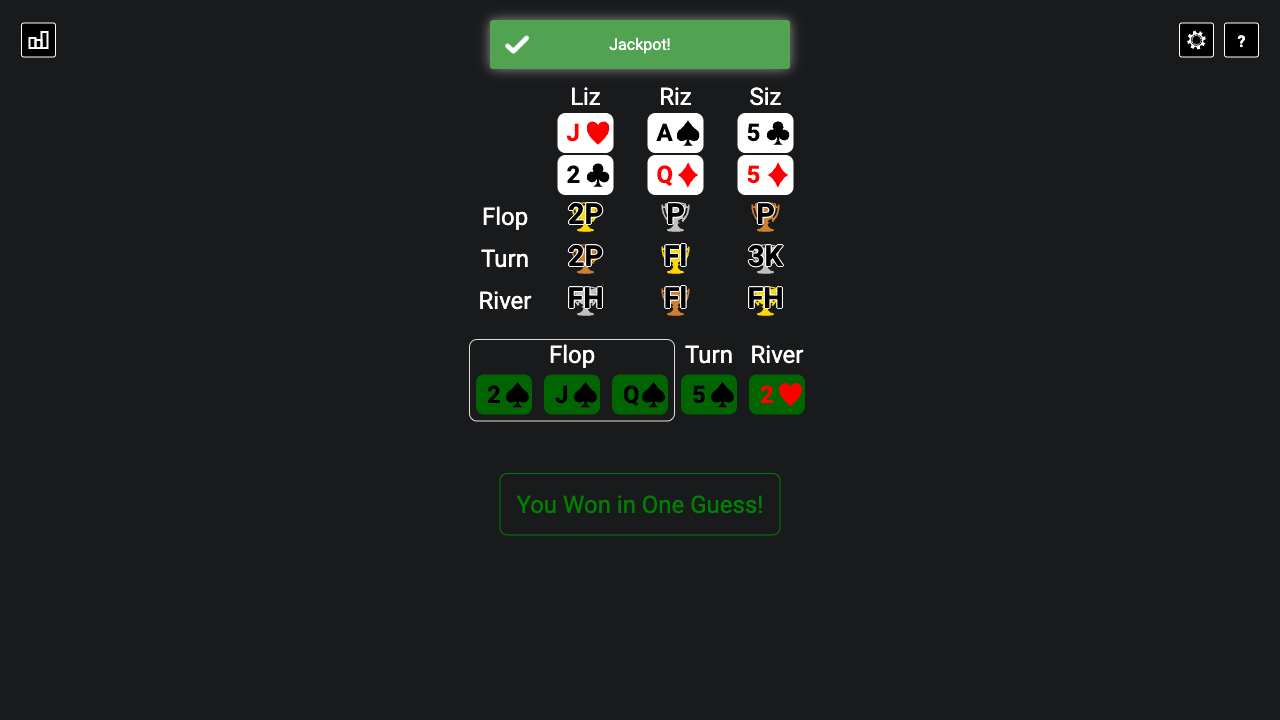 Jackpot!
?
Liz Riz Siz
J A 5
2 Q 5
Flop 2P P P
Turn 2P Fl 3K
River FH Fl FH
Flop Turn River
2 J Q 5 2
You Won in One Guess!